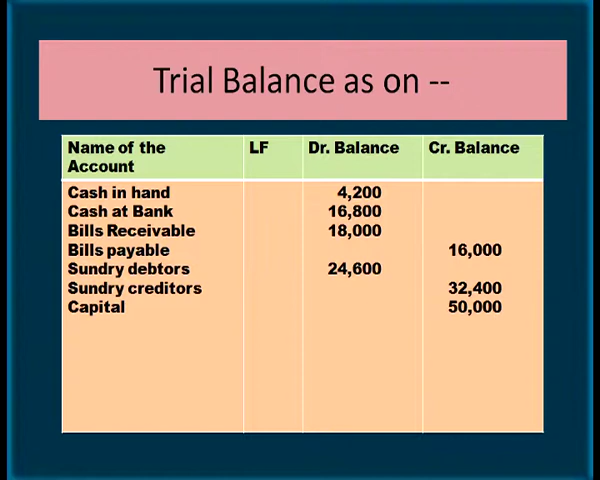 Trial Balance as on --
Name of the Account LF Dr. Balance Cr. Balance
Cash in hand 4,200
Cash at Bank 16,800
Bills Receivable 18,000
Bills payable 16,000
Sundry debtors 24,600
Sundry creditors 32,400
Capital 50,000